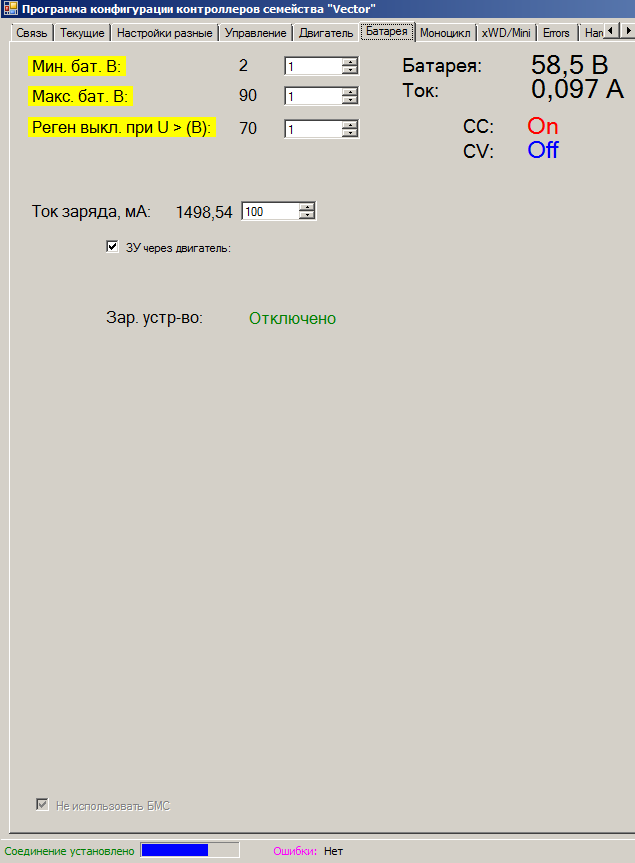 Программа конфигурации контроллеров семейства "Vector"
Связь Текущие Настройки разные Управление Двигатель Батарея Моноцикл xWD/Mini Errors
Мин. бат. В: 2 1 Батарея: 58,5 В
Макс. бат. В: 90 1 Ток: 0,097 А
Реген выкл. при U > (В): 70 1 CC: On
CV: Off
Ток заряда, мА: 1498,54 100
ЗУ через двигатель:
Зар. устр-во: Отключено
Не использовать БМС
Соединение установлено Ошибки: Нет